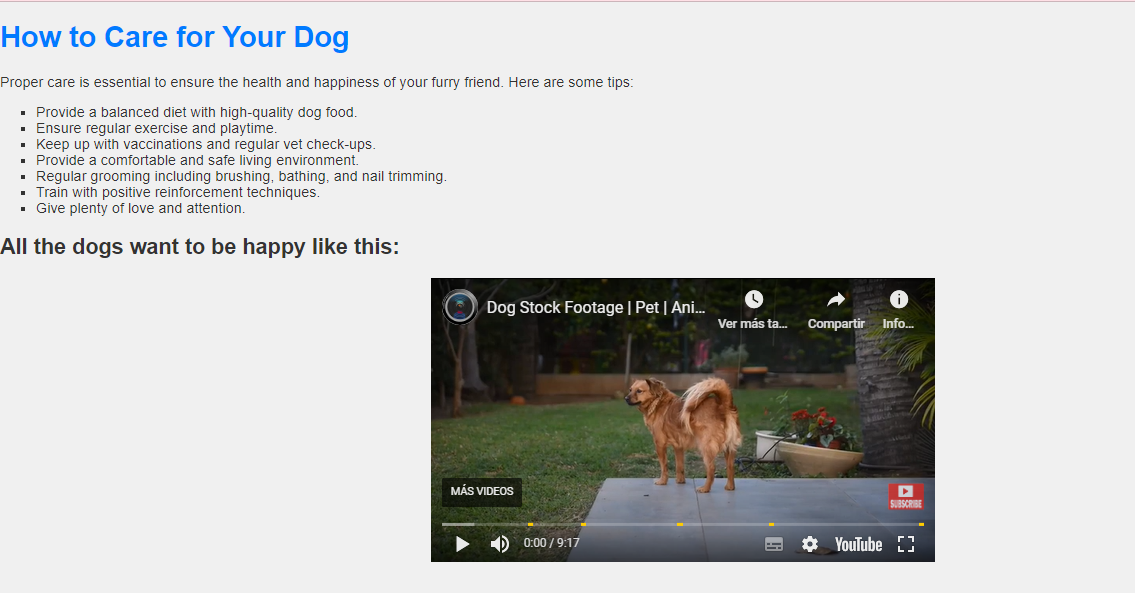 How to Care for Your Dog
Proper care is essential to ensure the health and happiness of your furry friend. Here are some tips:
Provide a balanced diet with high-quality dog food.
Ensure regular exercise and playtime.
Keep up with vaccinations and regular vet check-ups.
Provide a comfortable and safe living environment.
Regular grooming including brushing, bathing, and nail trimming.
Train with positive reinforcement techniques.
Give plenty of love and attention.
All the dogs want to be happy like this:
Dog Stock Footage | Pet | Ani...
Ver más ta...
Compartir
Info...
MÁS VIDEOS
SUBSCRIBE
0:00 / 9:17
YouTube